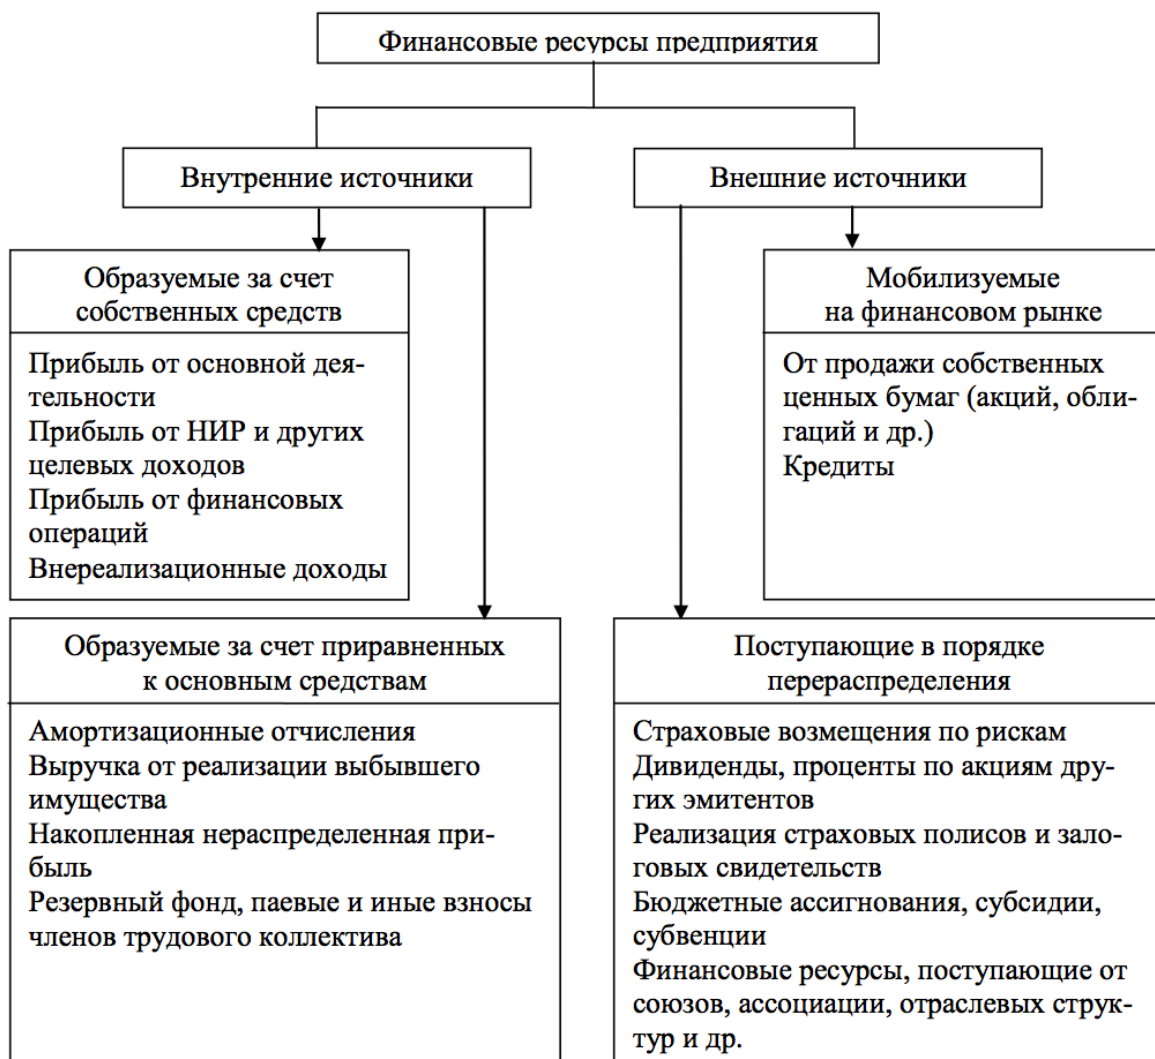 Финансовые ресурсы предприятия
Внутренние источники
Внешние источники
Образуемые за счет
собственных средств
Прибыль от основной дея-
тельности
Прибыль от НИР и других
целевых доходов
Прибыль от финансовых
операций
Внереализационные доходы
Мобилизуемые
на финансовом рынке
От продажи собственных
ценных бумаг (акций, обли-
гаций и др.)
Кредиты
Образуемые за счет приравненных
к основным средствам
Амортизационные отчисления
Выручка от реализации выбывшего
имущества
Накопленная нераспределенная при-
быль
Резервный фонд, паевые и иные взносы
членов трудового коллектива
Поступающие в порядке
перераспределения
Страховые возмещения по рискам
Дивиденды, проценты по акциям дру-
гих эмитентов
Реализация страховых полисов и зало-
говых свидетельств
Бюджетные ассигнования, субсидии,
субвенции
Финансовые ресурсы, поступающие от
союзов, ассоциации, отраслевых струк-
тур и др.